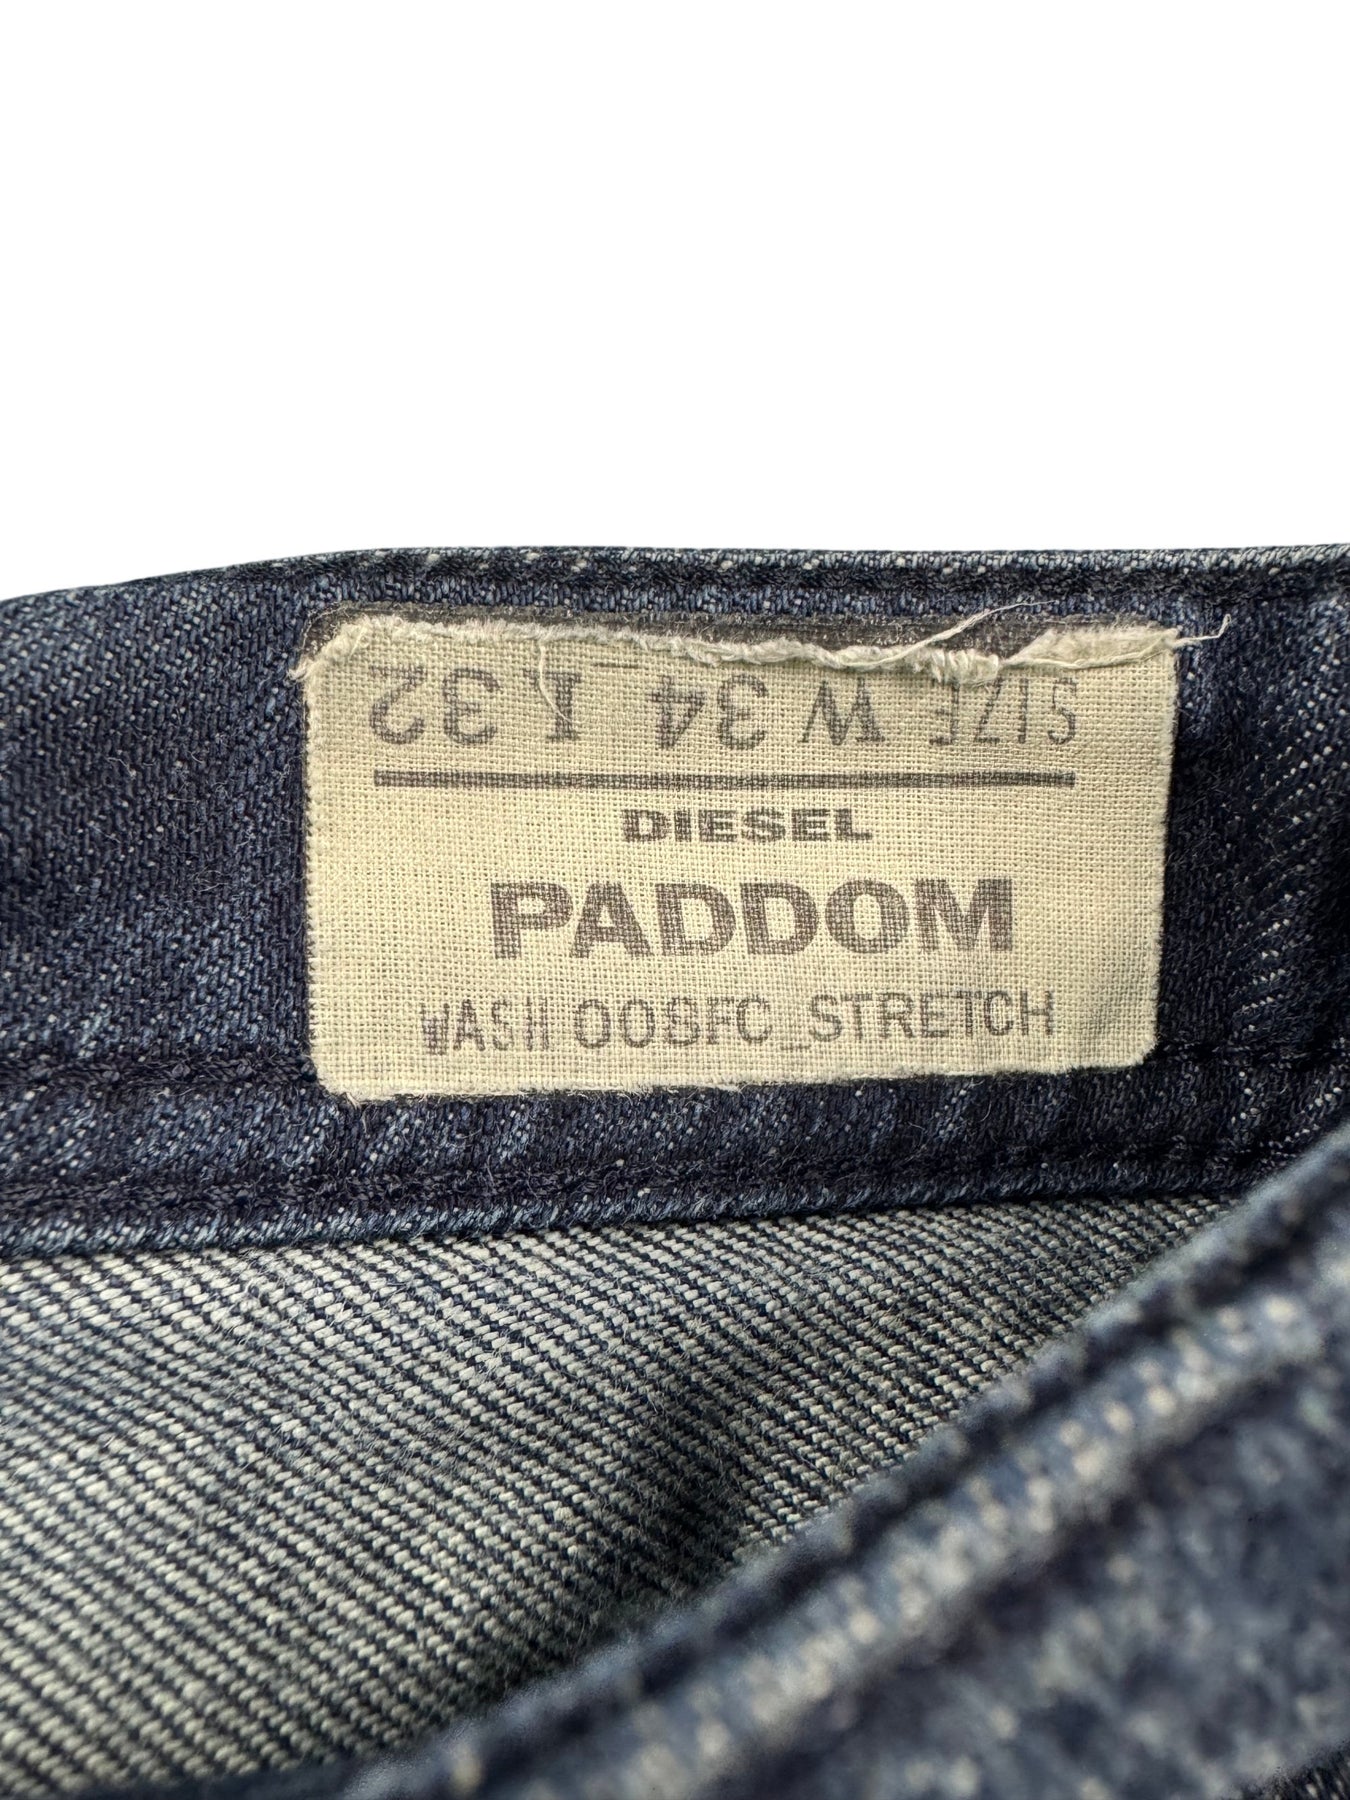 SIZE W 34 L 32
DIESEL
PADDOM
WASH 008FC_STRETCH